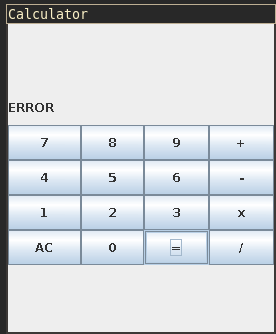 Calculator
ERROR
7 8 9 +
4 5 6 -
1 2 3 x
AC 0 = /